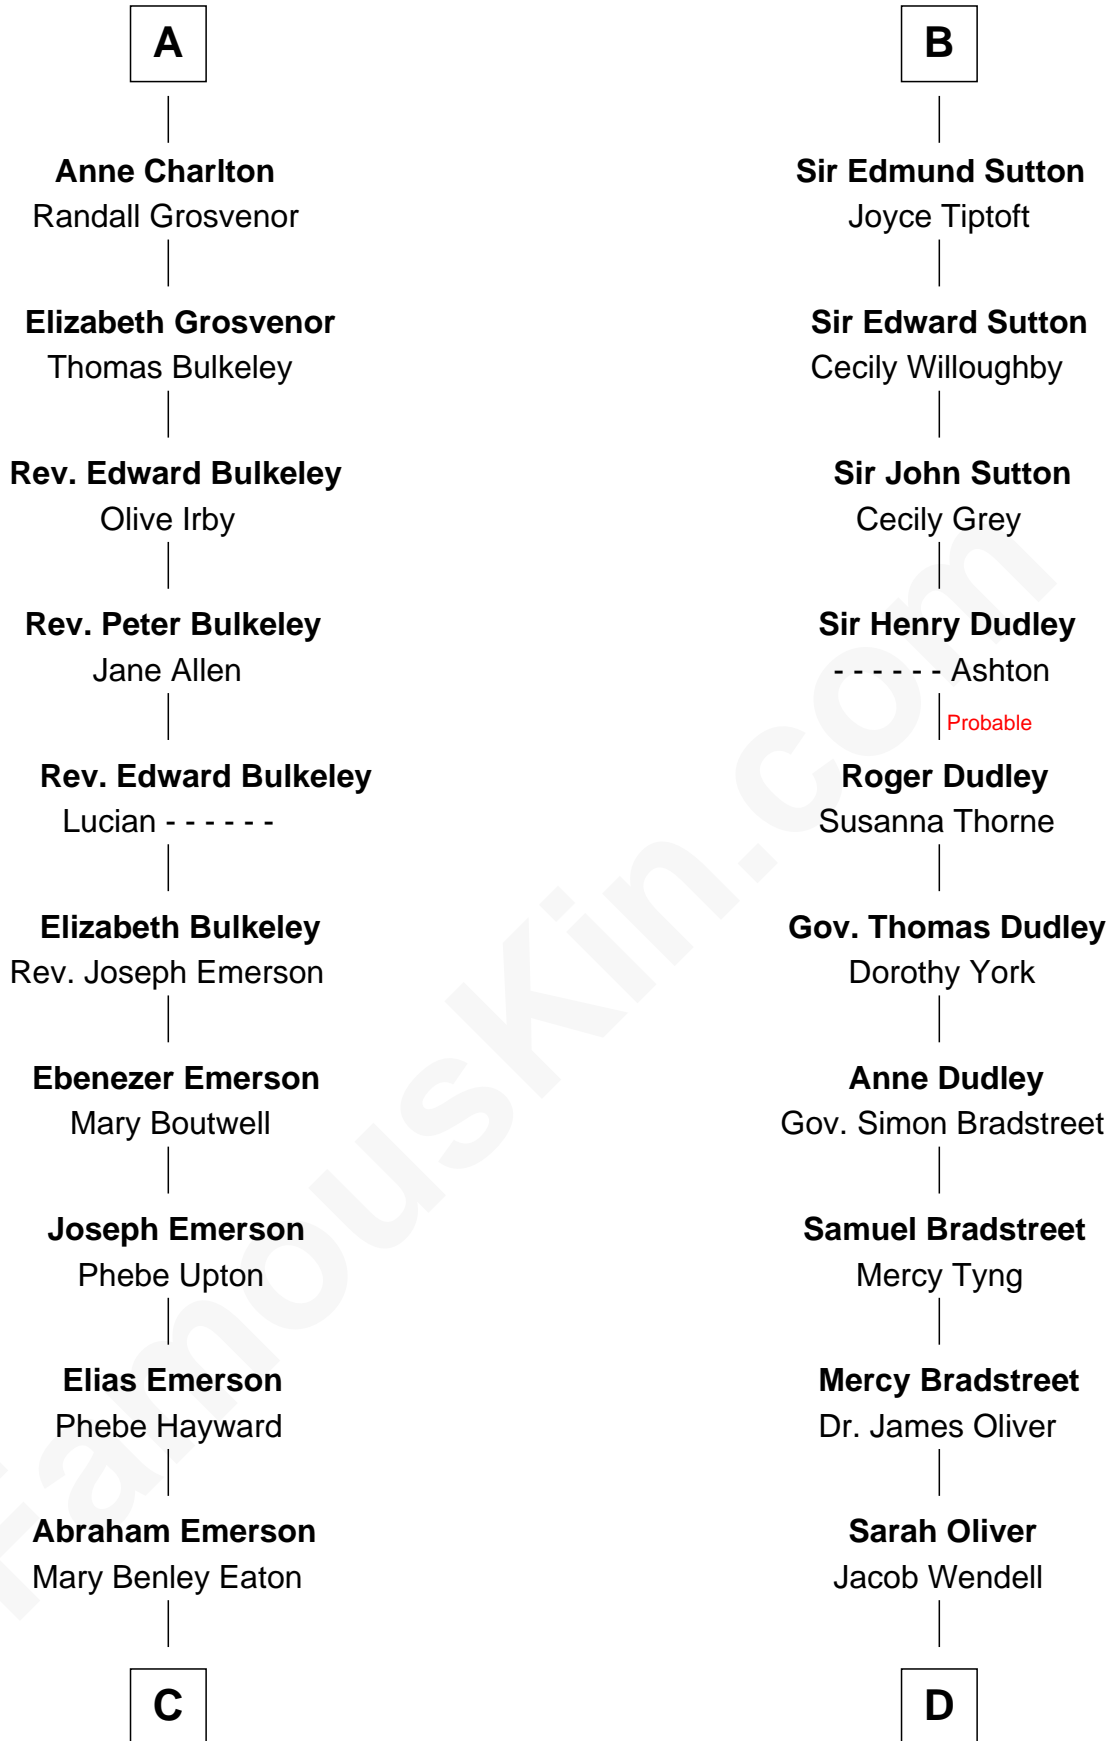 A
Anne Charlton
Randall Grosvenor
Elizabeth Grosvenor
Thomas Bulkeley
Rev. Edward Bulkeley
Olive Irby
Rev. Peter Bulkeley
Jane Allen
Rev. Edward Bulkeley
Lucian - - - - - -
Elizabeth Bulkeley
Rev. Joseph Emerson
Ebenezer Emerson
Mary Boutwell
Joseph Emerson
Phebe Upton
Elias Emerson
Phebe Hayward
Abraham Emerson
Mary Benley Eaton
C
B
Sir Edmund Sutton
Joyce Tiptoft
Sir Edward Sutton
Cecily Willoughby
Sir John Sutton
Cecily Grey
Sir Henry Dudley
- - - - - - Ashton
Probable
Roger Dudley
Susanna Thorne
Gov. Thomas Dudley
Dorothy York
Anne Dudley
Gov. Simon Bradstreet
Samuel Bradstreet
Mercy Tyng
Mercy Bradstreet
Dr. James Oliver
Sarah Oliver
Jacob Wendell
D
FamousKin.com